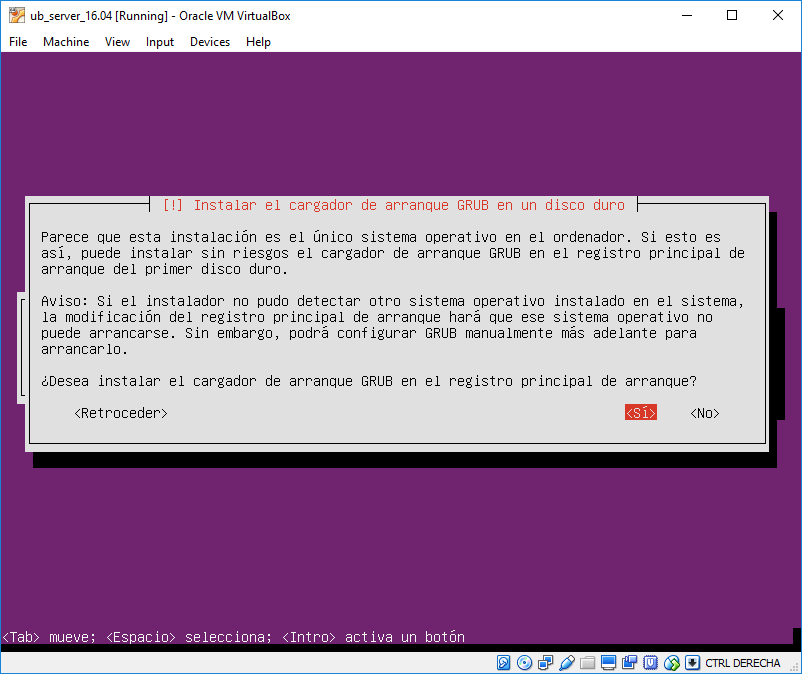 ub_server_16.04 [Running] - Oracle VM VirtualBox
File Machine View Input Devices Help
[!] Instalar el cargador de arranque GRUB en un disco duro
Parece que esta instalación es el único sistema operativo en el ordenador. Si esto es
así, puede instalar sin riesgos el cargador de arranque GRUB en el registro principal de
arranque del primer disco duro.
Aviso: Si el instalador no pudo detectar otro sistema operativo instalado en el sistema,
la modificación del registro principal de arranque hará que ese sistema operativo no
puede arrancarse. Sin embargo, podrá configurar GRUB manualmente más adelante para
arrancarlo.
¿Desea instalar el cargador de arranque GRUB en el registro principal de arranque?
<Retroceder> <Sí> <No>
<Tab> mueve; <Espacio> selecciona; <Intro> activa un botón
CTRL DERECHA